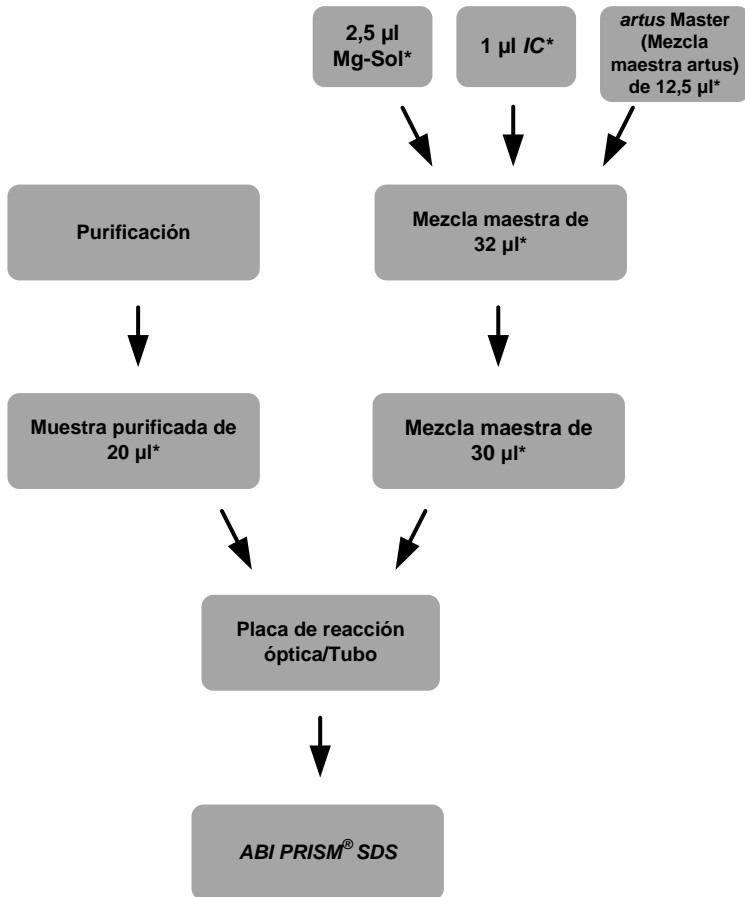 2,5 µl
Mg-Sol*
1 µl IC*
artus Master
(Mezcla
maestra artus)
de 12,5 µl*
Purificación
Mezcla maestra de
32 µl*
Muestra purificada de
20 µl*
Mezcla maestra de
30 µl*
Placa de reacción
óptica/Tubo
ABI PRISM® SDS